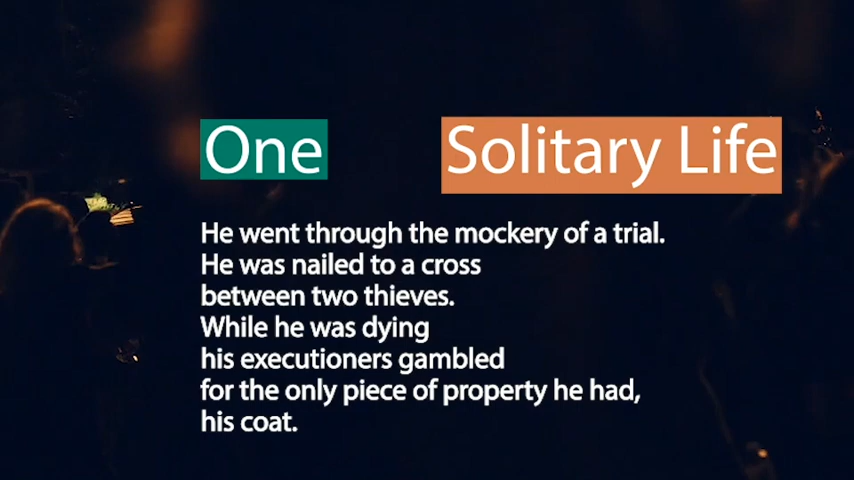 One Solitary Life
He went through the mockery of a trial.
He was nailed to a cross
between two thieves.
While he was dying
his executioners gambled
for the only piece of property he had,
his coat.